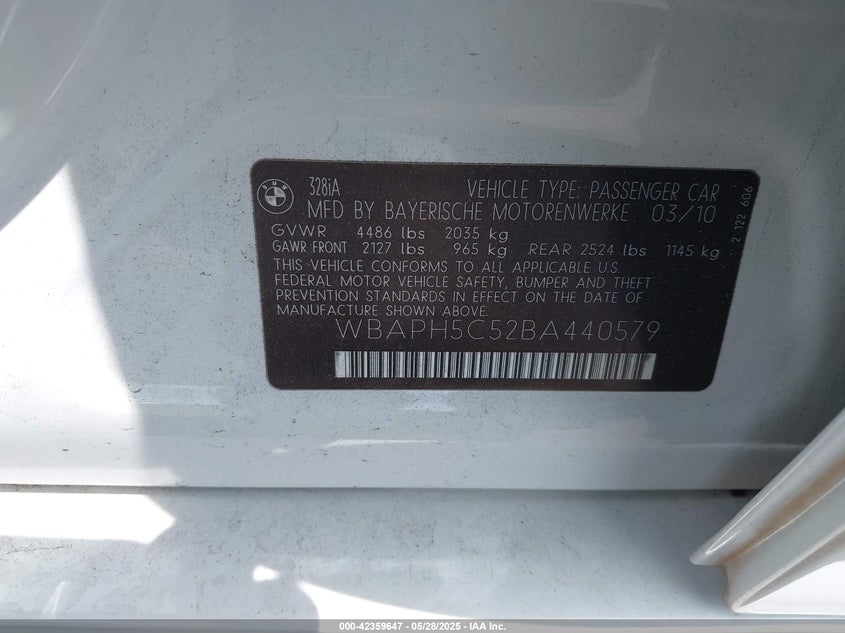 BMW
328iA VEHICLE TYPE: PASSENGER CAR
MFD BY BAYERISCHE MOTORENWERKE 03/10
GVWR 4486 lbs 2035 kg
GAWR FRONT 2127 lbs 965 kg REAR 2524 lbs 1145 kg
THIS VEHICLE CONFORMS TO ALL APPLICABLE U.S.
FEDERAL MOTOR VEHICLE SAFETY, BUMPER AND THEFT
PREVENTION STANDARDS IN EFFECT ON THE DATE OF
MANUFACTURE SHOWN ABOVE.
WBAPH5C52BA440579
2 122 606
000-42359647 - 05/28/2025 - IAA Inc.